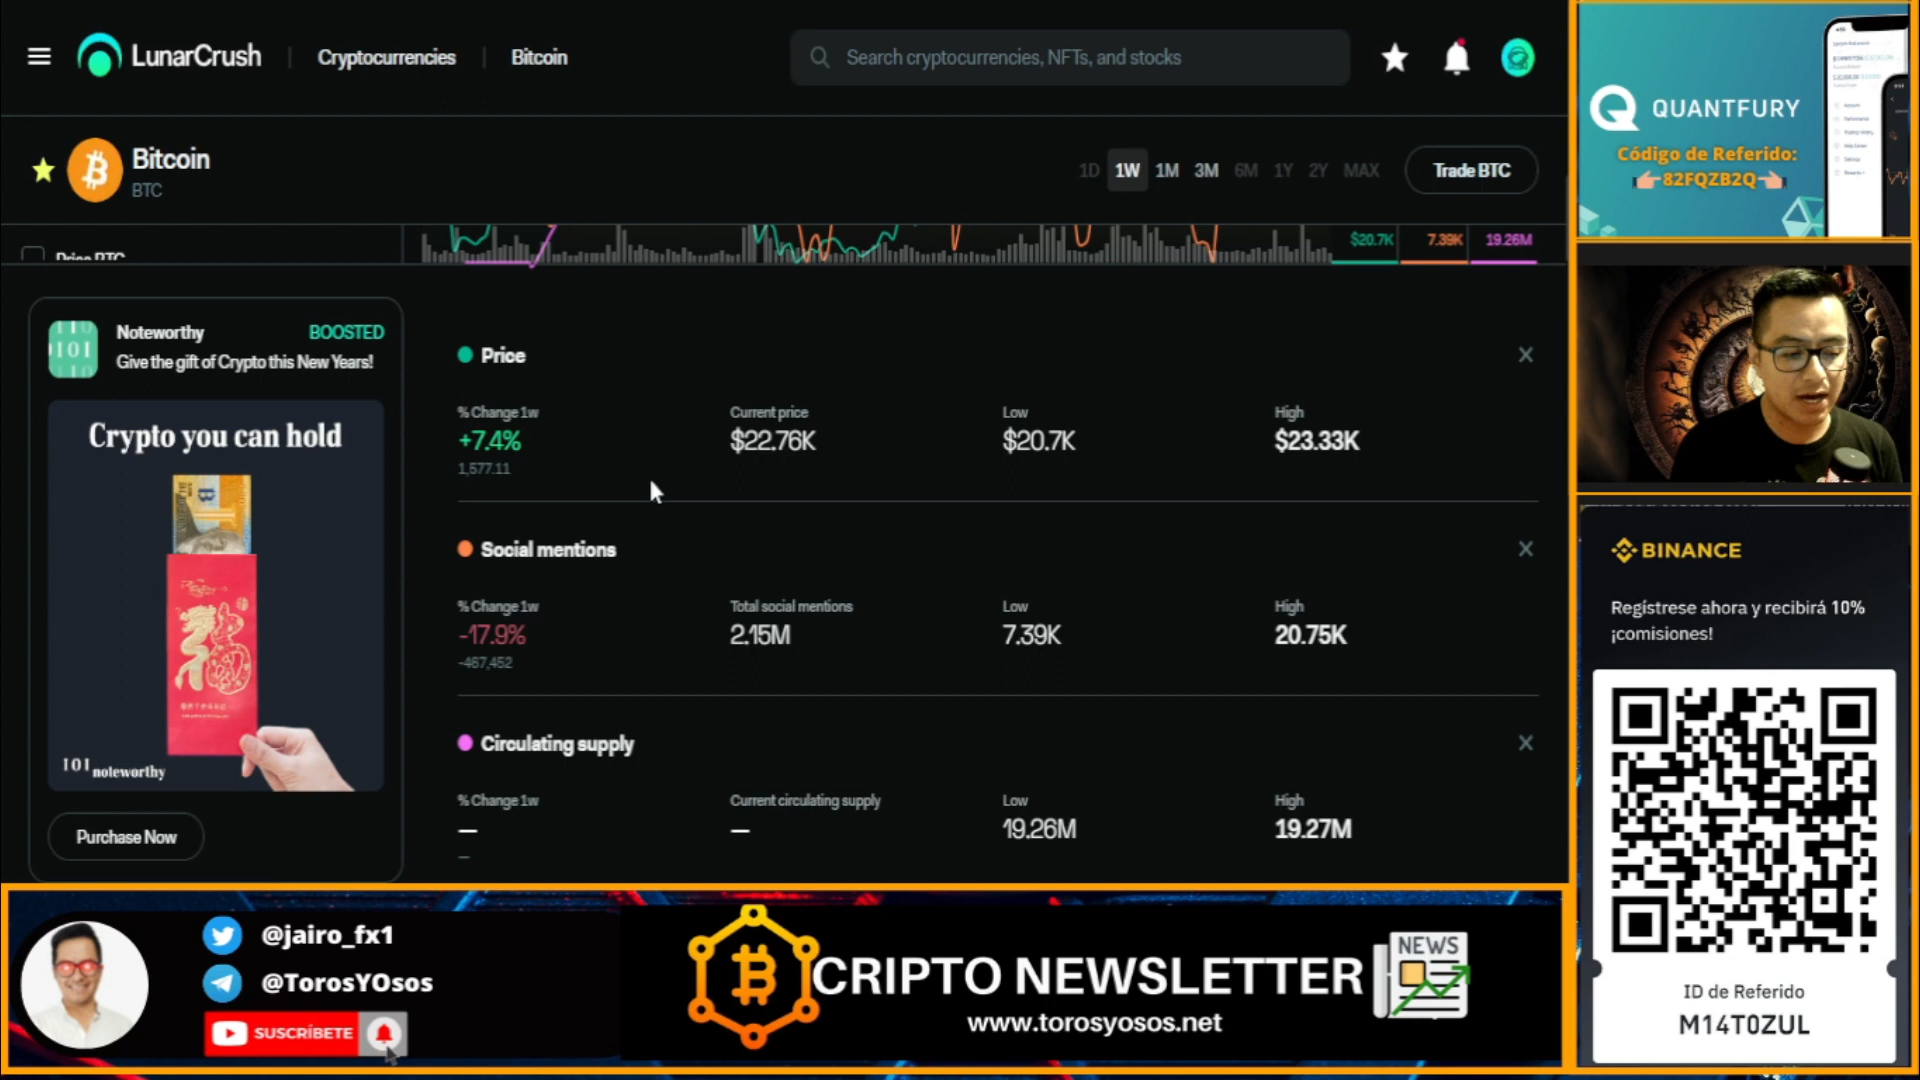 LunarCrush
Cryptocurrencies
Bitcoin
Search cryptocurrencies, NFTs, and stocks
Bitcoin
BTC
1D 1W 1M 3M 6M 1Y 2Y MAX
Trade BTC
Price BTC
$20.7K 7.39K 19.26M
Noteworthy BOOSTED
Give the gift of Crypto this New Years!
Crypto you can hold
101 noteworthy
Purchase Now
Price
% Change 1w Current price Low High
+7.4% $22.76K $20.7K $23.33K
1,577.11
Social mentions
% Change 1w Total social mentions Low High
-17.9% 2.15M 7.39K 20.75K
-467,452
Circulating supply
% Change 1w Current circulating supply Low High
— — 19.26M 19.27M
—
QUANTFURY
Código de Referido:
82FQZB2Q
BINANCE
Regístrese ahora y recibirá 10%
¡comisiones!
ID de Referido
M14T0ZUL
@jairo_fx1
@TorosYOsos
SUSCRÍBETE
CRIPTO NEWSLETTER
NEWS
www.torosyosos.net